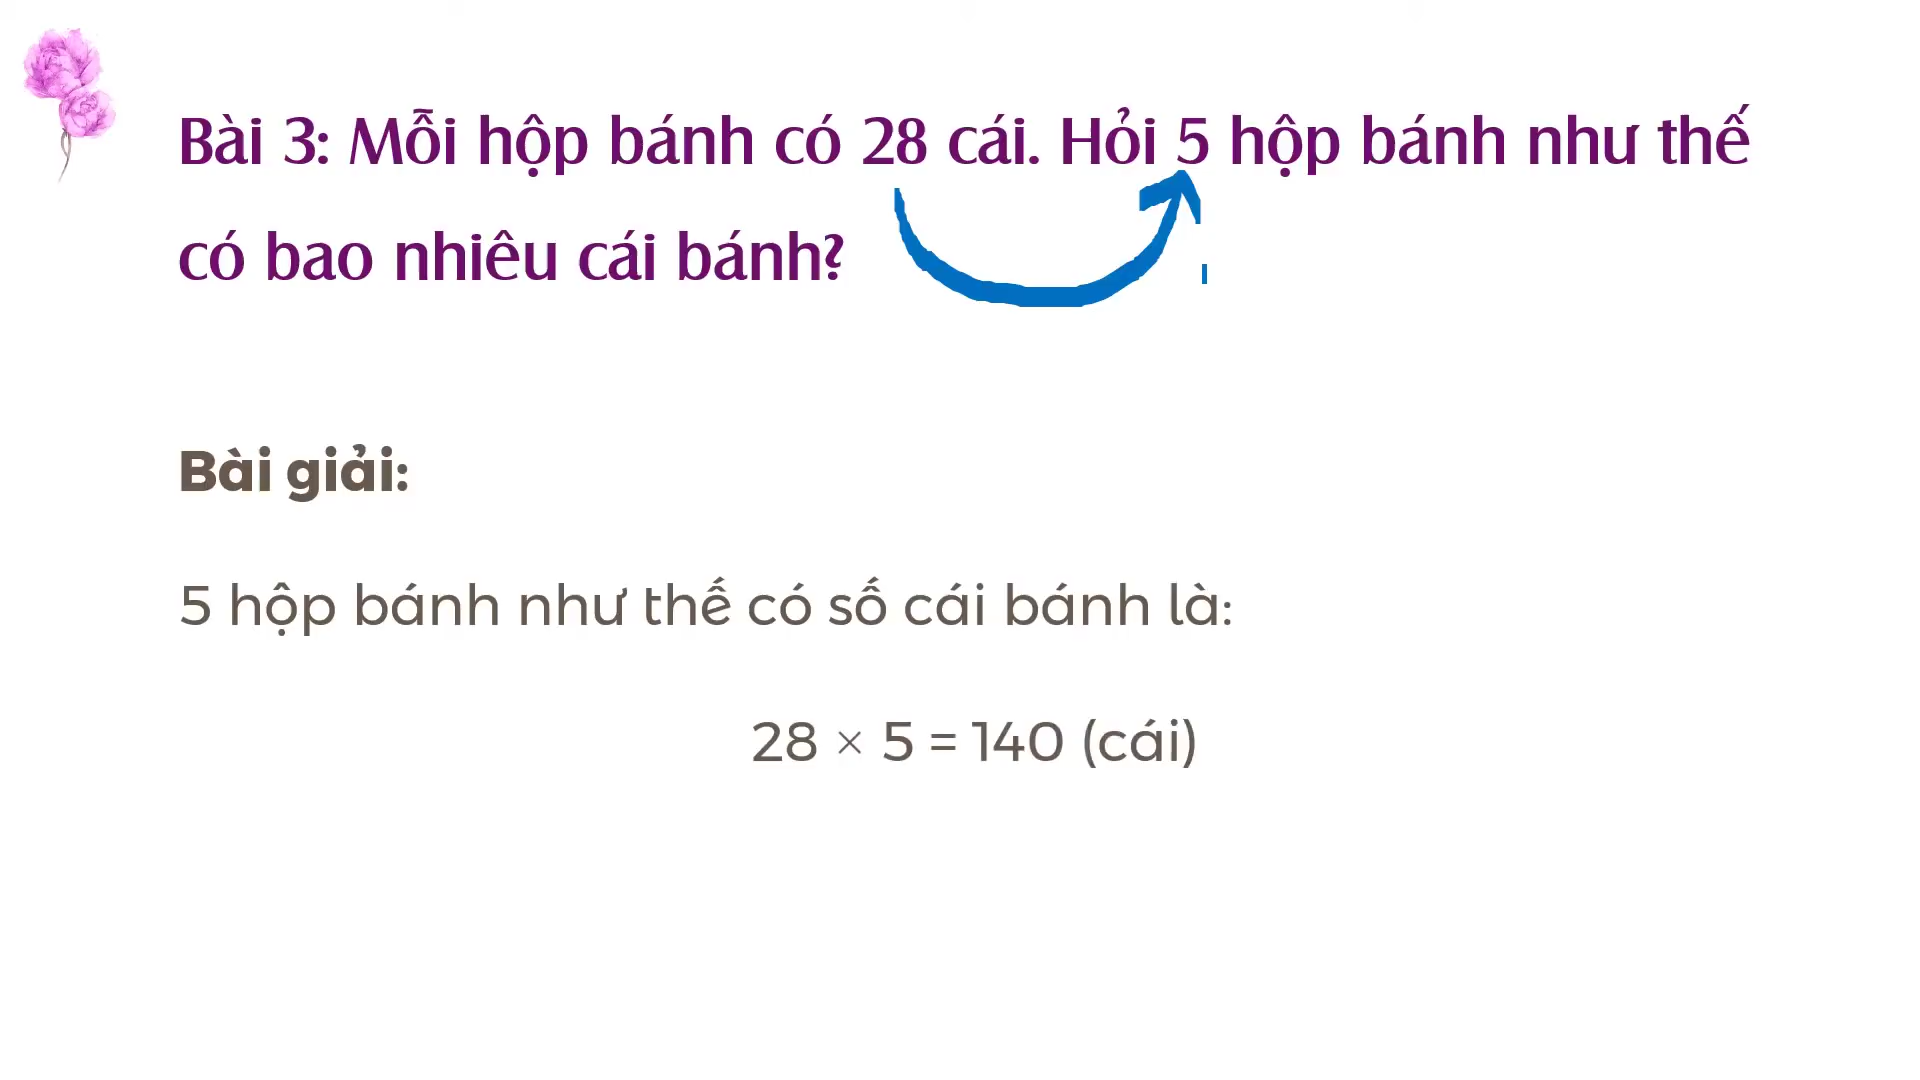 Bài 3: Mỗi hộp bánh có 28 cái. Hỏi 5 hộp bánh như thế
có bao nhiêu cái bánh?
Bài giải:
5 hộp bánh như thế có số cái bánh là:
28 × 5 = 140 (cái)